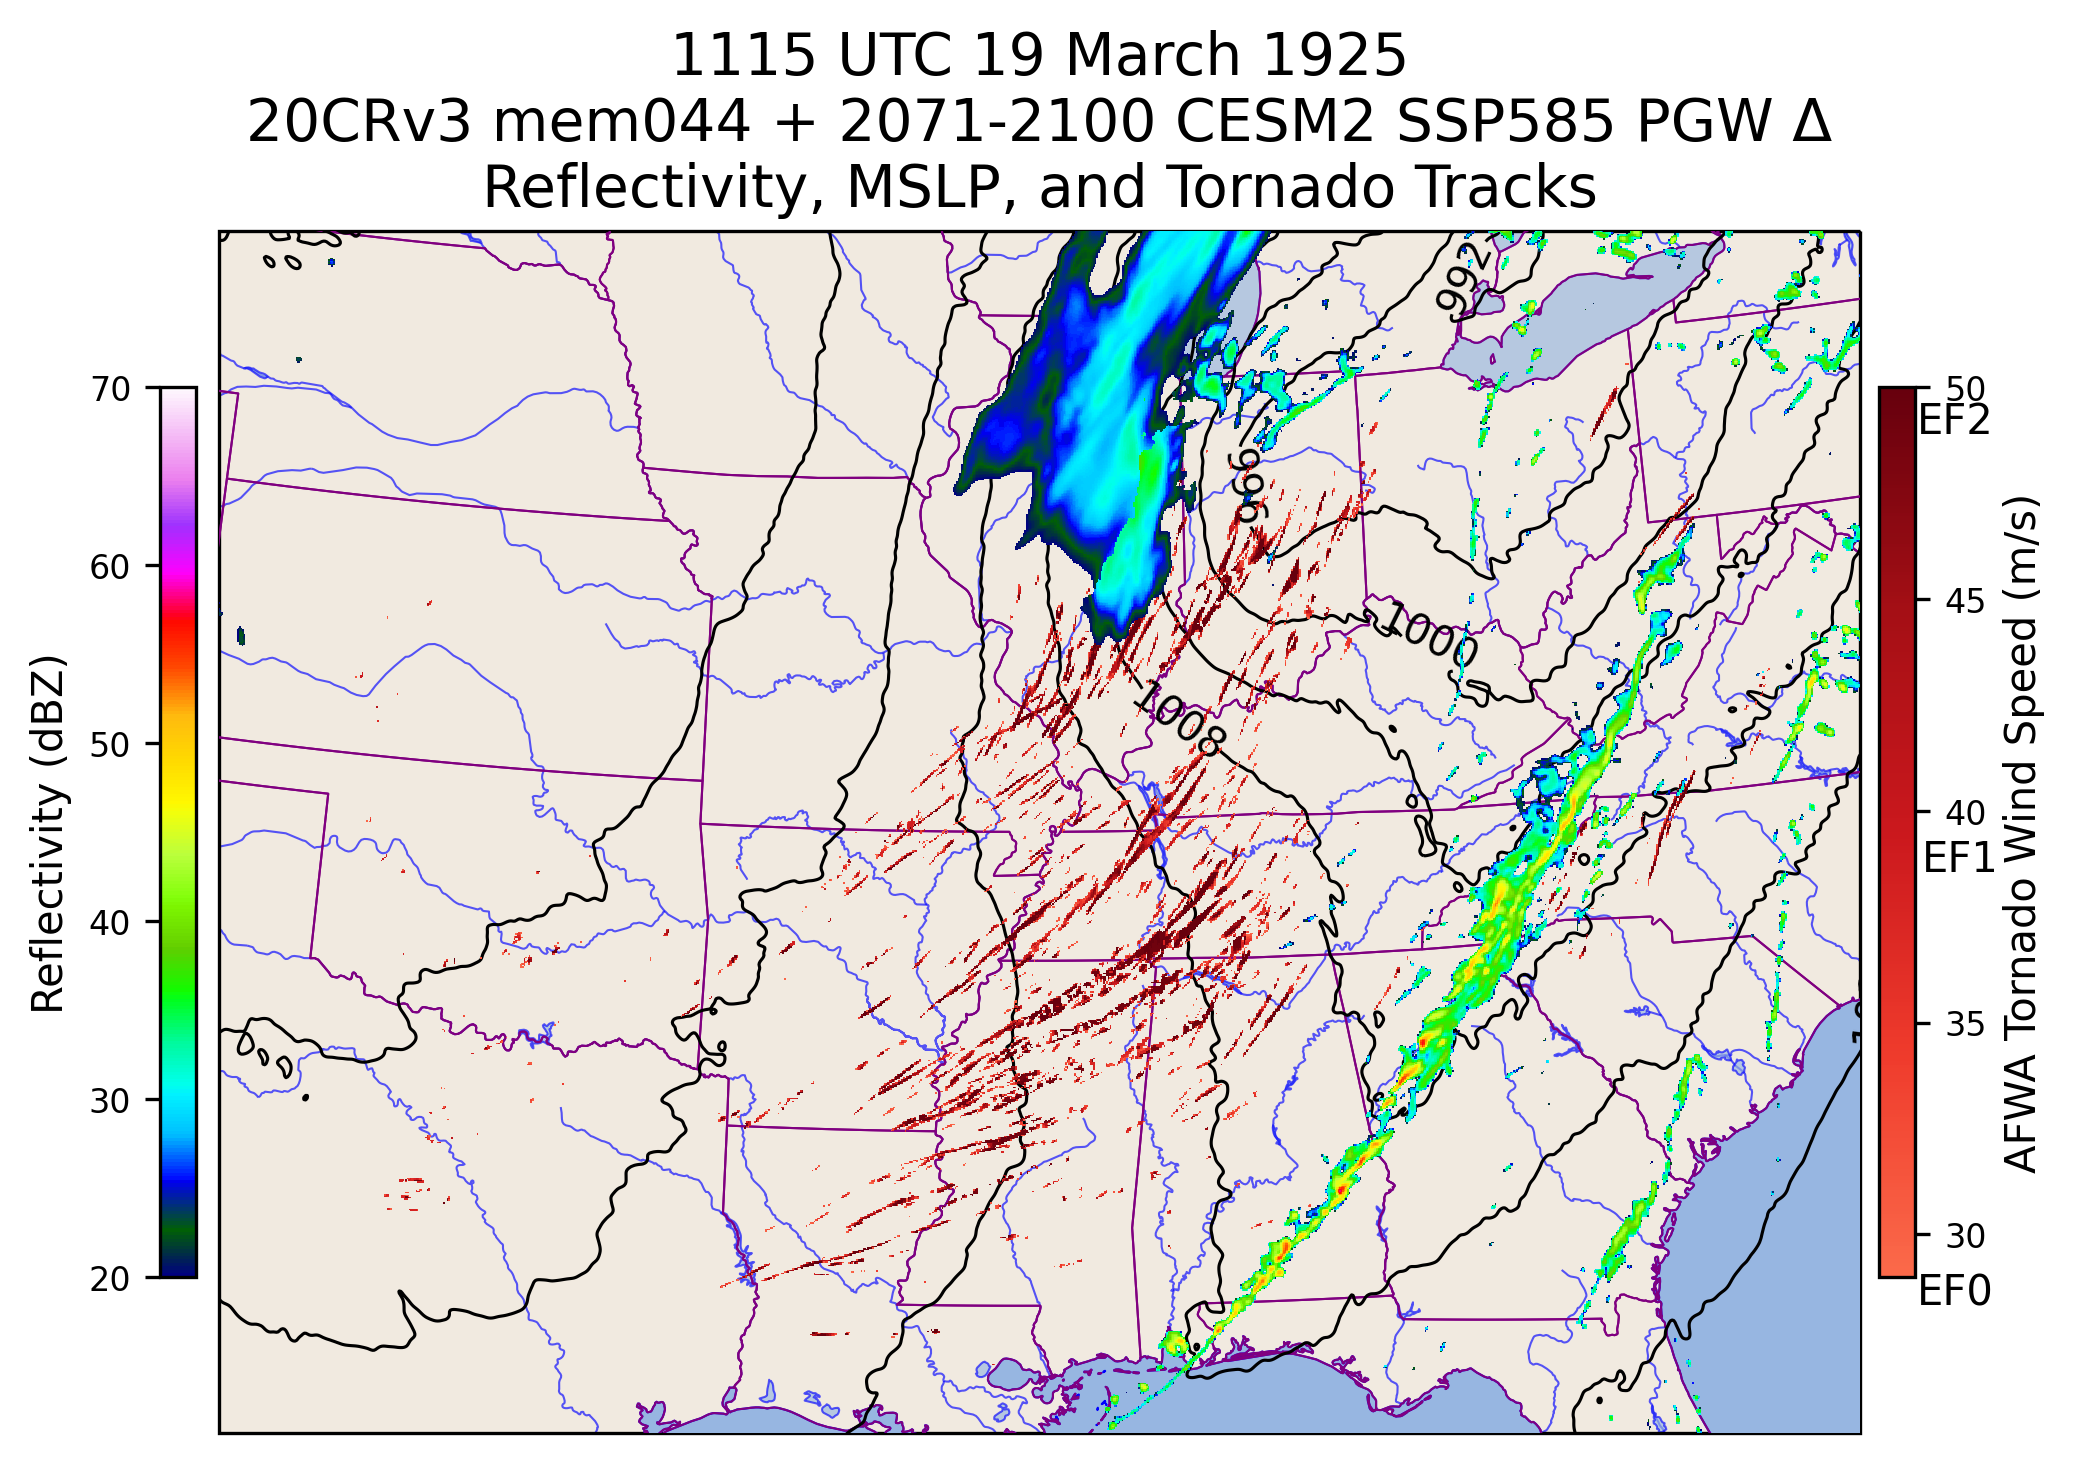 1115 UTC 19 March 1925
20CRv3 mem044 + 2071-2100 CESM2 SSP585 PGW Δ
Reflectivity, MSLP, and Tornado Tracks
992
996
1000
1008
70
60
50
40
30
20
Reflectivity (dBZ)
50
EF2
45
40
EF1
35
30
EF0
AFWA Tornado Wind Speed (m/s)